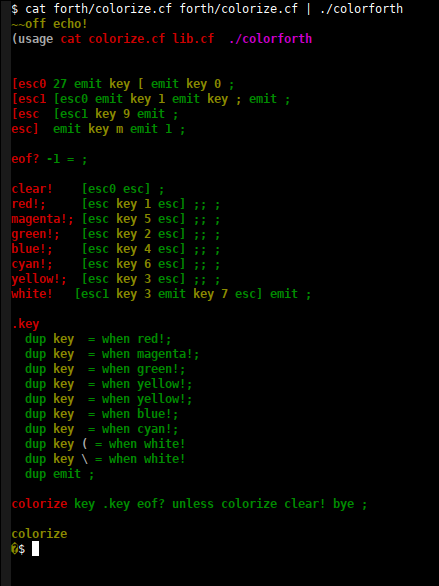 $ cat forth/colorize.cf forth/colorize.cf | ./colorforth
~~off echo!
(usage cat colorize.cf lib.cf  ./colorforth
[esc0 27 emit key [ emit key 0 ;
[esc1 [esc0 emit key 1 emit key ; emit ;
[esc  [esc1 key 9 emit ;
esc]  emit key m emit 1 ;
eof? -1 = ;
clear!    [esc0 esc] ;
red!;     [esc key 1 esc] ;; ;
magenta!; [esc key 5 esc] ;; ;
green!;   [esc key 2 esc] ;; ;
blue!;    [esc key 4 esc] ;; ;
cyan!;    [esc key 6 esc] ;; ;
yellow!;  [esc key 3 esc] ;; ;
white!   [esc1 key 3 emit key 7 esc] emit ;
.key
  dup key  = when red!;
  dup key  = when magenta!;
  dup key  = when green!;
  dup key  = when yellow!;
  dup key  = when yellow!;
  dup key  = when blue!;
  dup key  = when cyan!;
  dup key ( = when white!
  dup key \ = when white!
  dup emit ;
colorize key .key eof? unless colorize clear! bye ;
colorize
�$